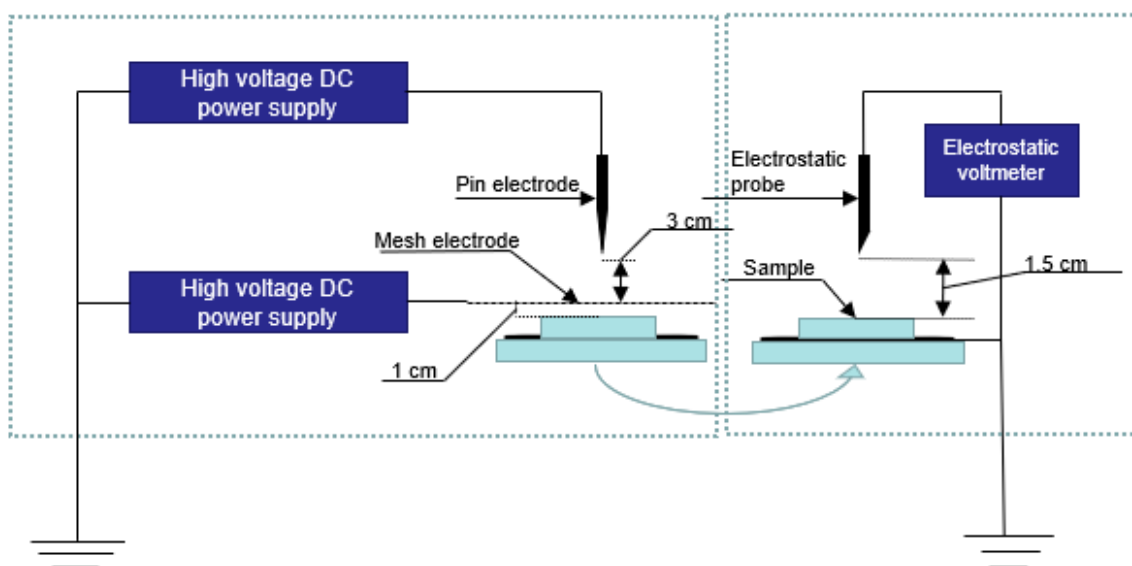 High voltage DC
power supply
Pin electrode
Electrostatic
probe
Electrostatic
voltmeter
3 cm
Mesh electrode
High voltage DC
power supply
Sample
1.5 cm
1 cm